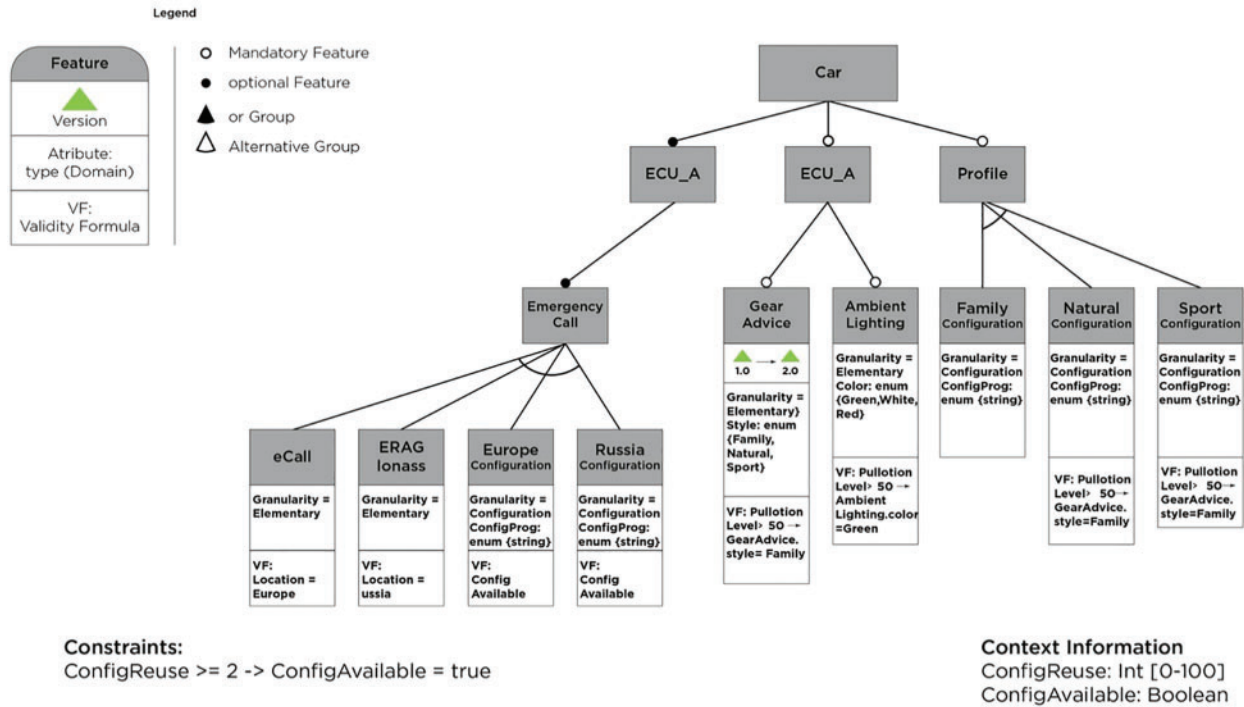 Legend
Feature
Version
Atribute:
type (Domain)
VF:
Validity Formula
Mandatory Feature
optional Feature
or Group
Alternative Group
Car
ECU_A
ECU_A
Profile
Emergency
Call
Gear
Advice
1.0
2.0
Granularity =
Elementary}
Style: enum
{Family,
Natural,
Sport}
VF: Pullotion
Level> 50 →
GearAdvice.
style= Family
Ambient
Lighting
Granularity =
Elementary
Color: enum
{Green,White,
Red}
VF: Pullotion
Level> 50 →
Ambient
Lighting.color
=Green
Family
Configuration
Granularity =
Configuration
ConfigProg:
enum {string}
Natural
Configuration
Granularity =
Configuration
ConfigProg:
enum {string}
VF: Pullotion
Level> 50→
GearAdvice.
style=Family
Sport
Configuration
Granularity =
Configuration
ConfigProg:
enum {string}
VF: Pullotion
Level> 50→
GearAdvice.
style=Family
eCall
Granularity =
Elementary
VF:
Location =
Europe
ERAG
lonass
Granularity =
Elementary
VF:
Location =
ussia
Europe
Configuration
Granularity =
Configuration
ConfigProg:
enum {string}
VF:
Config
Available
Russia
Configuration
Granularity =
Configuration
ConfigProg:
enum {string}
VF:
Config
Available
Constraints:
ConfigReuse >= 2 -> ConfigAvailable = true
Context Information
ConfigReuse: Int [0-100]
ConfigAvailable: Boolean